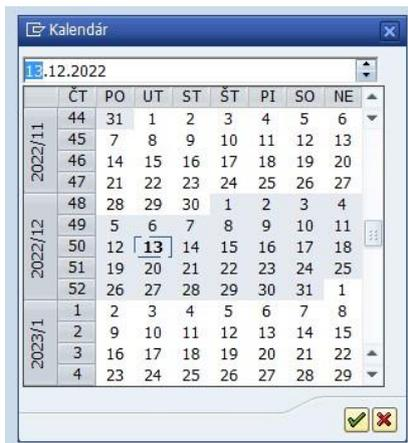 Kalendár
13.12.2022
ČT PO UT ST ŠT PI SO NE
2022/11
44 31 1 2 3 4 5 6
45 7 8 9 10 11 12 13
46 14 15 16 17 18 19 20
47 21 22 23 24 25 26 27
2022/12
48 28 29 30 1 2 3 4
49 5 6 7 8 9 10 11
50 12 13 14 15 16 17 18
51 19 20 21 22 23 24 25
52 26 27 28 29 30 31 1
2023/1
1 2 3 4 5 6 7 8
2 9 10 11 12 13 14 15
3 16 17 18 19 20 21 22
4 23 24 25 26 27 28 29